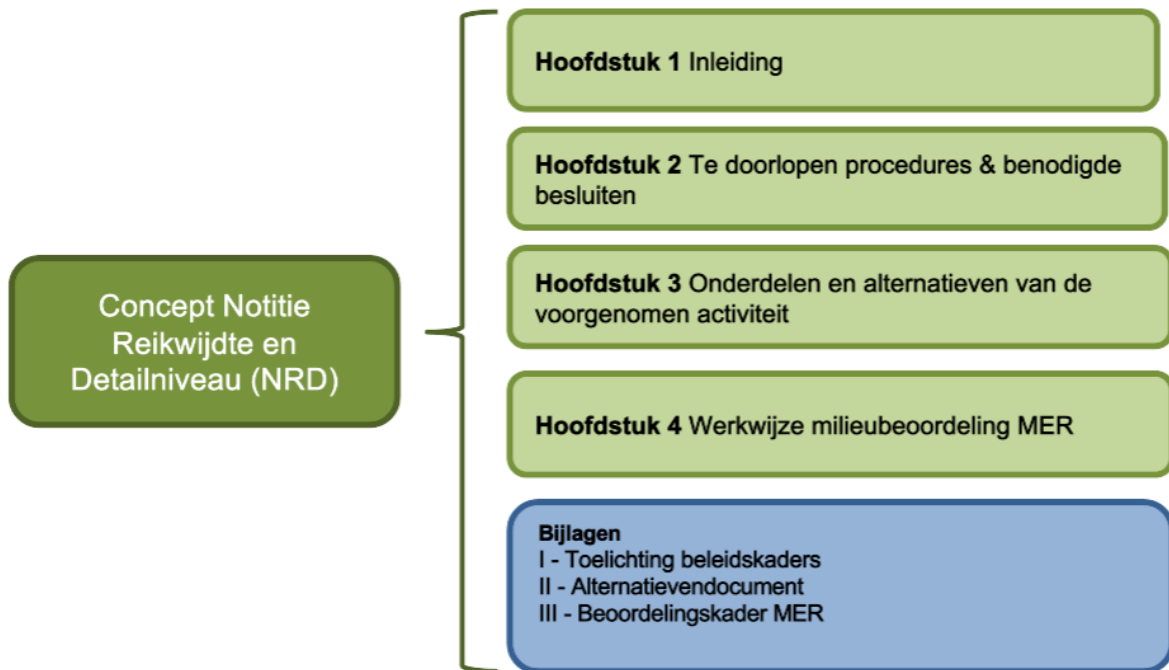 Concept Notitie
Reikwijdte en
Detailniveau (NRD)
Hoofdstuk 1 Inleiding
Hoofdstuk 2 Te doorlopen procedures & benodigde
besluiten
Hoofdstuk 3 Onderdelen en alternatieven van de
voorgenomen activiteit
Hoofdstuk 4 Werkwijze milieubeoordeling MER
Bijlagen
I - Toelichting beleidskaders
II - Alternatievendocument
III - Beoordelingskader MER